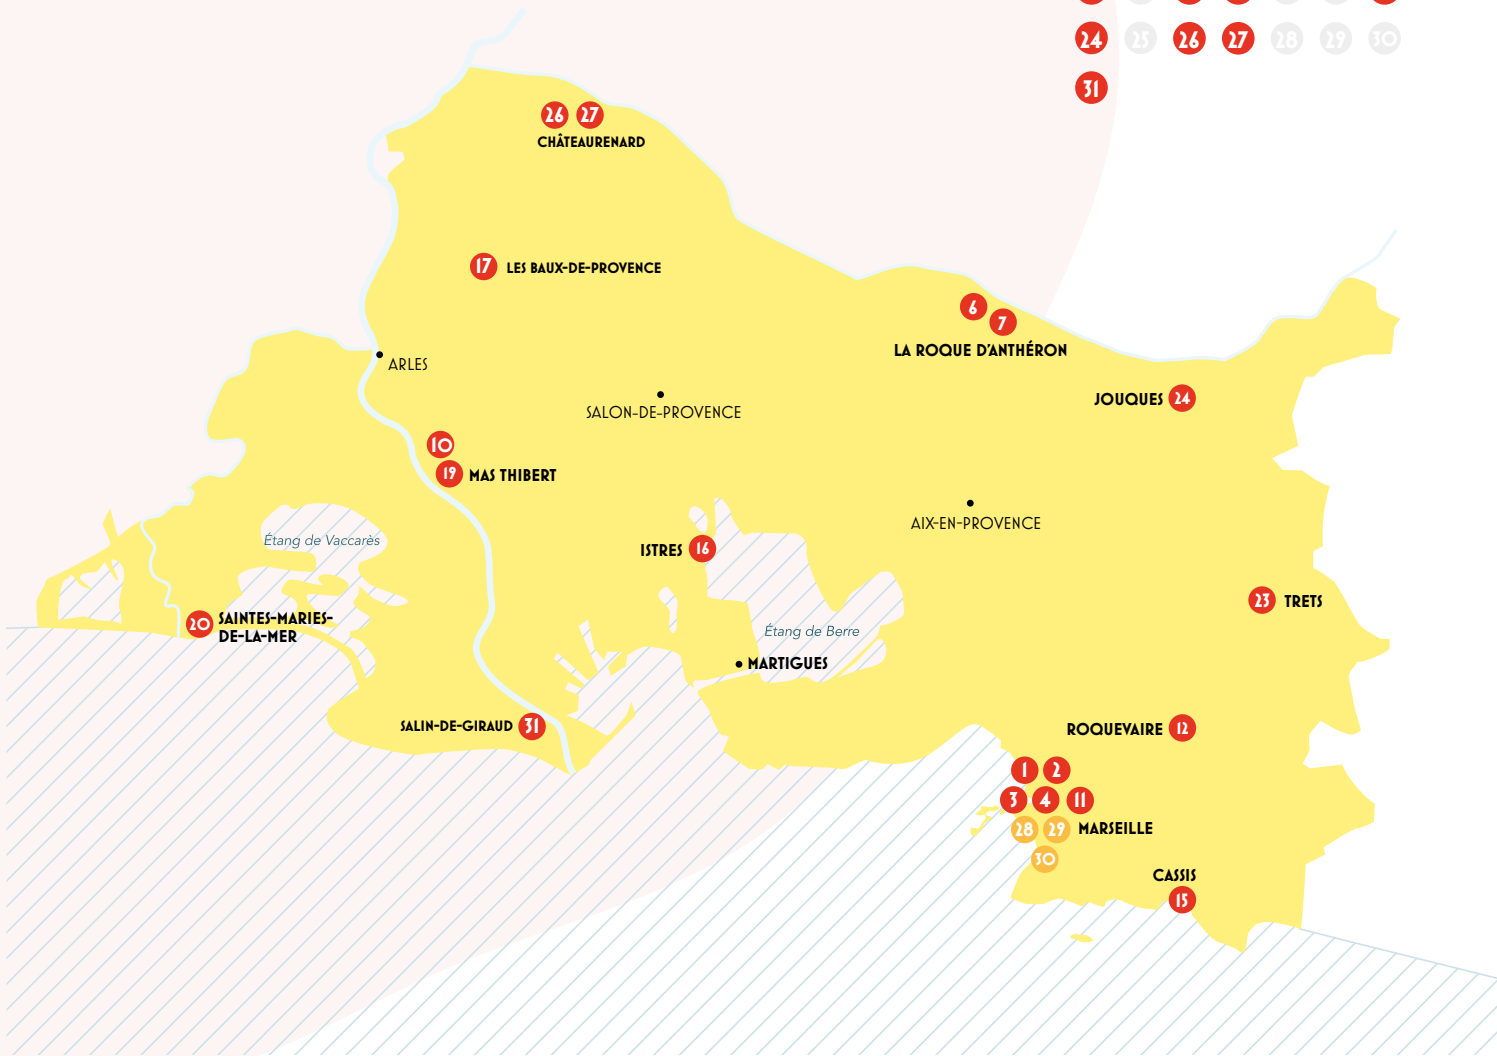 24 25 26 27 28 29 30
31
26 27
CHÂTEAURENARD
17 LES BAUX-DE-PROVENCE
6
7
LA ROQUE D'ANTHÉRON
ARLES
SALON-DE-PROVENCE
JOUQUES 24
10
19 MAS THIBERT
AIX-EN-PROVENCE
Étang de Vaccarès
ISTRES 16
23 TRETS
20 SAINTES-MARIES-
DE-LA-MER
Étang de Berre
MARTIGUES
SALIN-DE-GIRAUD 31
ROQUEVAIRE 12
1 2
3 4 11
28 29 MARSEILLE
30
CASSIS
15